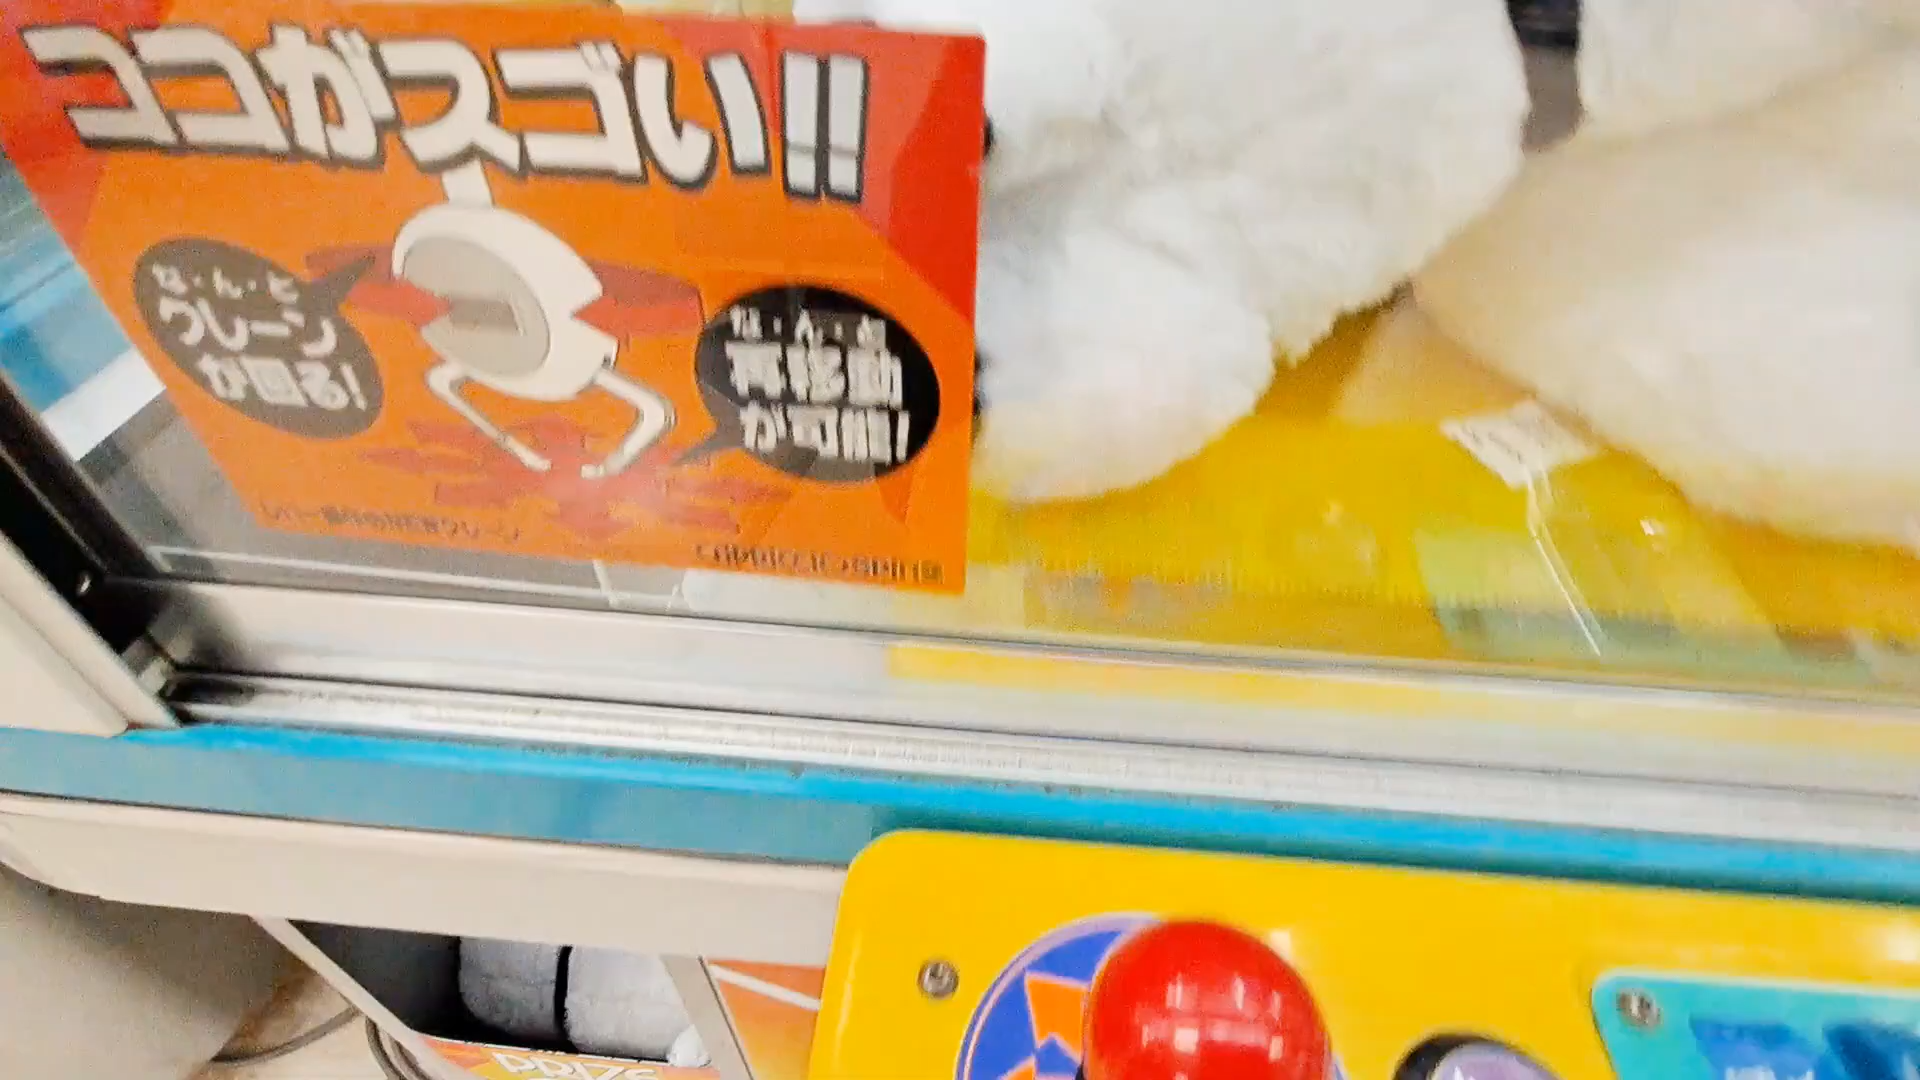 ココがスゴい!!
な・ん・と
クレーン
が回る!
な・ん・と
再移動
が可能!
PRIZE